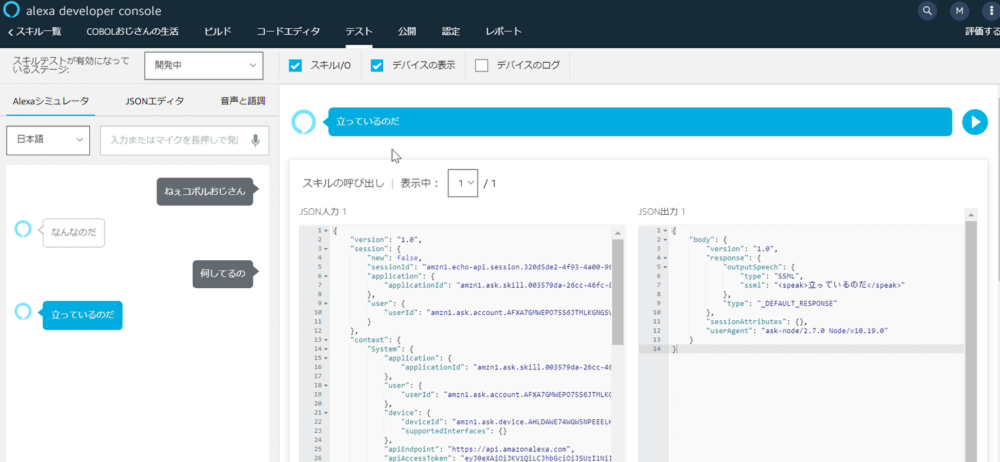 alexa developer console
M
スキル一覧
COBOLおじさんの生活
ビルド
コードエディタ
テスト
公開
認定
レポート
評価する
スキルテストが有効になって
いるステージ:
開発中
スキルI/O
デバイスの表示
デバイスのログ
Alexaシミュレータ
JSONエディタ
音声と語調
日本語
入力またはマイクを長押しで発
ねぇコボルおじさん
なんなのだ
何してるの
立っているのだ
立っているのだ
スキルの呼び出し | 表示中： 1 / 1
JSON入力 1
1 {
2 "version": "1.0",
3 "session": {
4 "new": false,
5 "sessionId": "amzn1.echo-api.session.320d5de2-4f93-4a00-96
6 "application": {
7 "applicationId": "amzn1.ask.skill.003579da-26cc-46fc-8
8 },
9 "user": {
10 "userId": "amzn1.ask.account.AFXA7GMWEPO75S6JTMLKGNGSV
11 }
12 },
13 "context": {
14 "System": {
15 "application": {
16 "applicationId": "amzn1.ask.skill.003579da-26cc-46
17 },
18 "user": {
19 "userId": "amzn1.ask.account.AFXA7GMWEPO75S6JTMLKG
20 },
21 "device": {
22 "deviceId": "amzn1.ask.device.AHLDAWE74WGW5NPEEELH
23 "supportedInterfaces": {}
24 },
25 "apiEndpoint": "https://api.amazonalexa.com",
26 "apiAccessToken": "eyJ0eXAiOiJKV1QiLCJhbGciOiJSUzI1NiI
JSON出力 1
1 {
2 "body": {
3 "version": "1.0",
4 "response": {
5 "outputSpeech": {
6 "type": "SSML",
7 "ssml": "<speak>立っているのだ</speak>"
8 },
9 "type": "_DEFAULT_RESPONSE"
10 },
11 "sessionAttributes": {},
12 "userAgent": "ask-node/2.7.0 Node/v10.19.0"
13 }
14 }